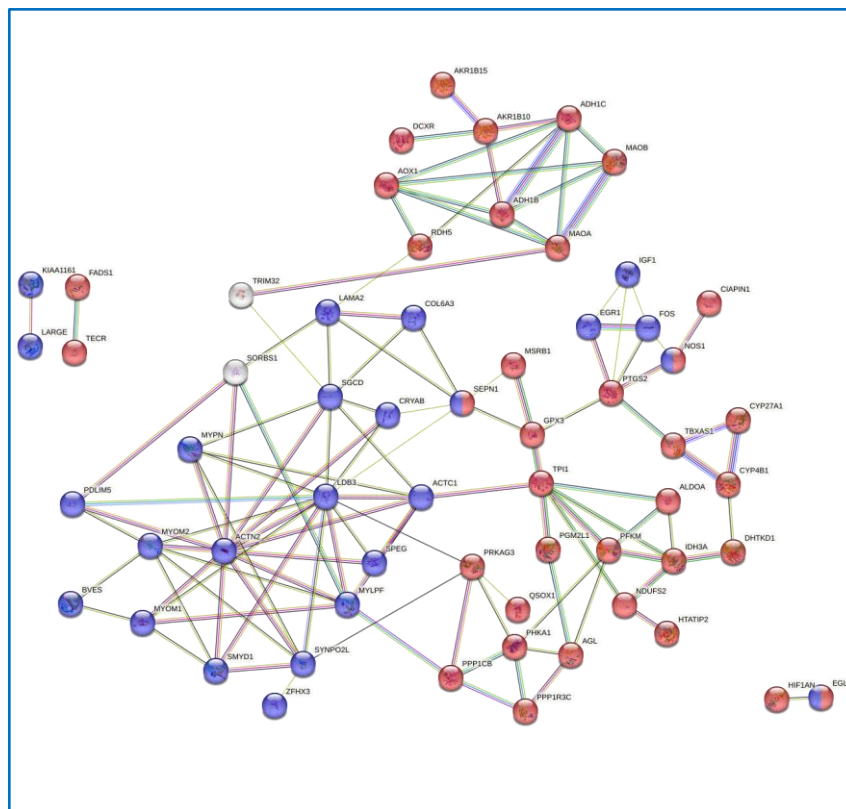 AKR1B15
AKR1B10
ADH1C
DCXR
MAOB
AOX1
ADH1B
RDH5
MAOA
IGF1
KIAA1161
FADS1
TRIM32
CIAPIN1
LAMA2
COL6A3
EGR1
FOS
LARGE
TECR
NOS1
MSRB1
SORBS1
PTGS2
SGCD
SEPN1
CRYAB
CYP27A1
GPX3
TBXAS1
MYPN
CYP4B1
TPI1
PDLIM5
LDB3
ACTC1
ALDOA
MYOM2
ACTN2
SPEG
PGM2L1
PFKM
IDH3A
DHTKD1
PRKAG3
BVES
MYLPF
QSOX1
NDUFS2
MYOM1
HTATIP2
PHKA1
AGL
SMYD1
SYNPO2L
PPP1CB
ZFHX3
PPP1R3C
HIF1AN
EGL